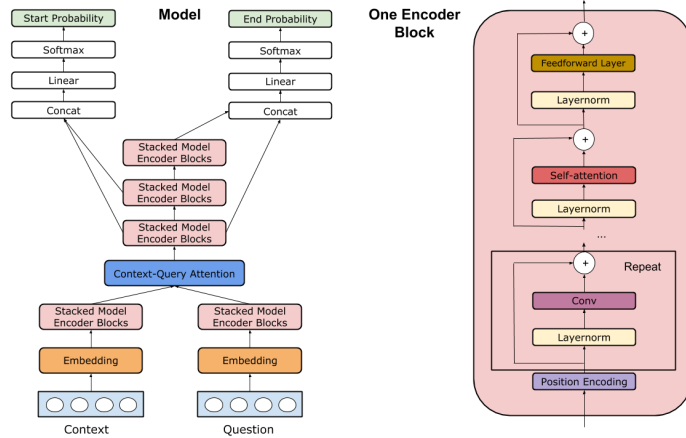 Model
Start Probability
Softmax
Linear
Concat
End Probability
Softmax
Linear
Concat
Stacked Model
Encoder Blocks
Stacked Model
Encoder Blocks
Stacked Model
Encoder Blocks
Context-Query Attention
Stacked Model
Encoder Blocks
Stacked Model
Encoder Blocks
Embedding
Embedding
Context
Question
One Encoder
Block
+
Feedforward Layer
Layernorm
+
Self-attention
Layernorm
...
+
Repeat
Conv
Layernorm
Position Encoding